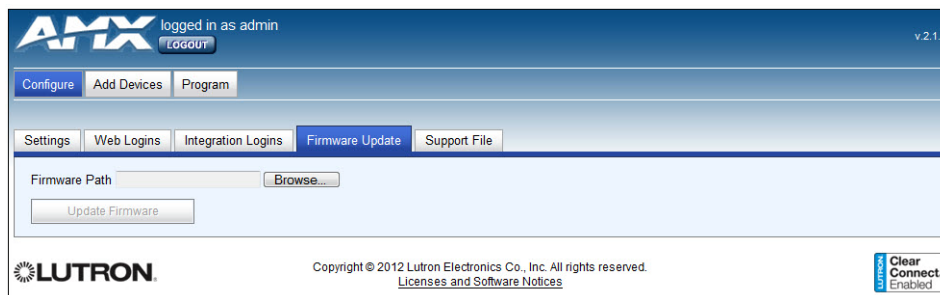 AMX
logged in as admin
LOGOUT
v.2.1.
Configure Add Devices Program
Settings Web Logins Integration Logins Firmware Update Support File
Firmware Path Browse...
Update Firmware
LUTRON.
Copyright © 2012 Lutron Electronics Co., Inc. All rights reserved.
Licenses and Software Notices
LUTRON
Clear
Connect
Enabled